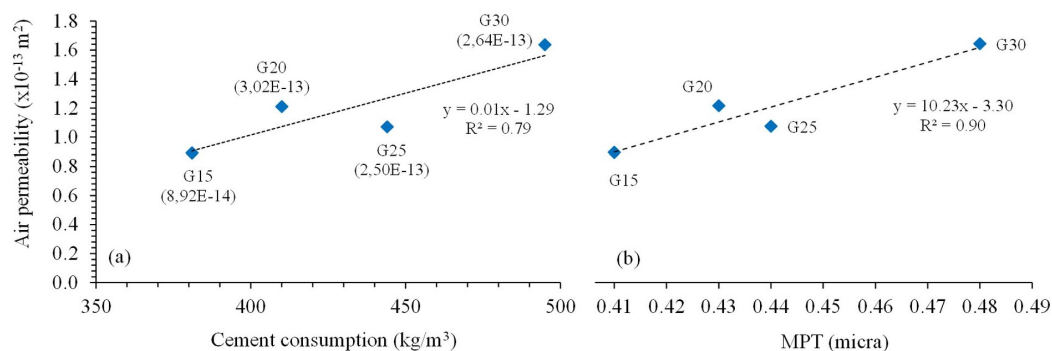 Air permeability (x10⁻¹³ m²)
1.8
1.6
1.4
1.2
1.0
0.8
0.6
0.4
0.2
0.0
G30
(2,64E-13)
G20
(3,02E-13)
y = 0.01x - 1.29
R² = 0.79
G25
(2,50E-13)
G15
(8,92E-14)
(a)
350 400 450 500
Cement consumption (kg/m³)
G30
G20
y = 10.23x - 3.30
R² = 0.90
G25
G15
(b)
0.41 0.42 0.43 0.44 0.45 0.46 0.47 0.48 0.49
MPT (micra)